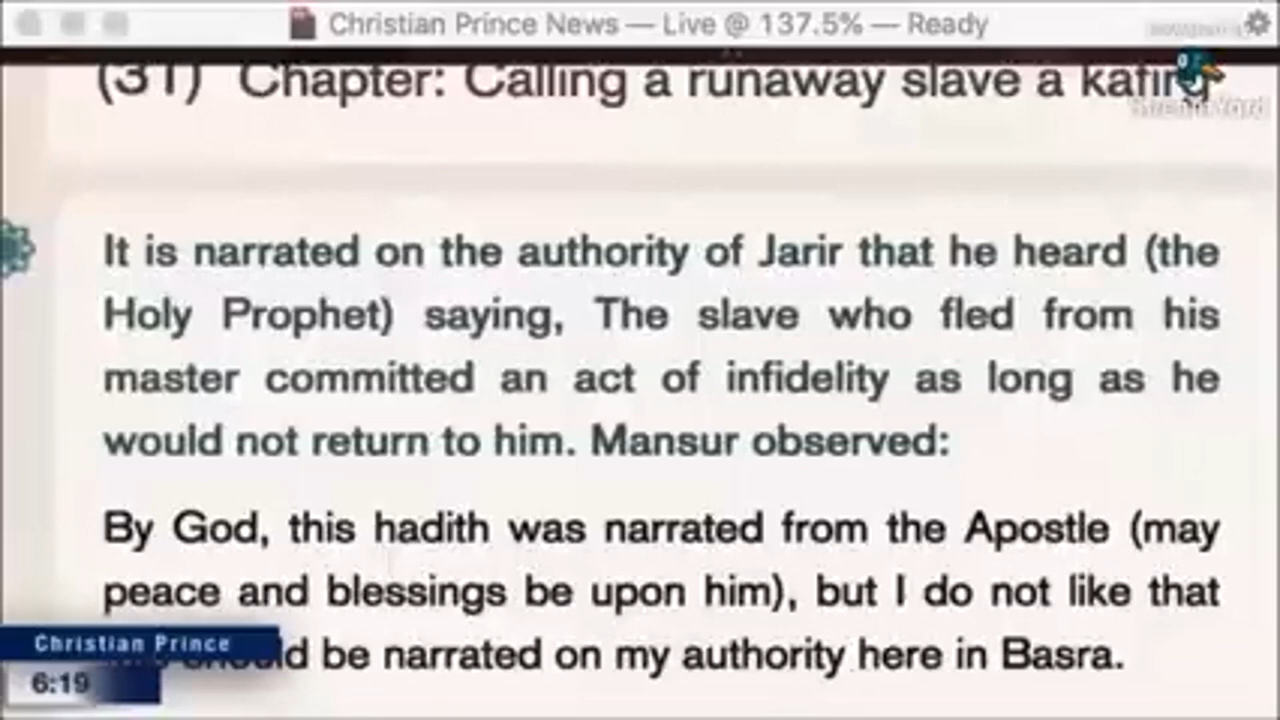 Christian Prince News — Live @ 137.5% — Ready
(31) Chapter: Calling a runaway slave a kafir
It is narrated on the authority of Jarir that he heard (the
Holy Prophet) saying, The slave who fled from his
master committed an act of infidelity as long as he
would not return to him. Mansur observed:
By God, this hadith was narrated from the Apostle (may
peace and blessings be upon him), but I do not like that
be narrated on my authority here in Basra.
Christian Prince
6:19